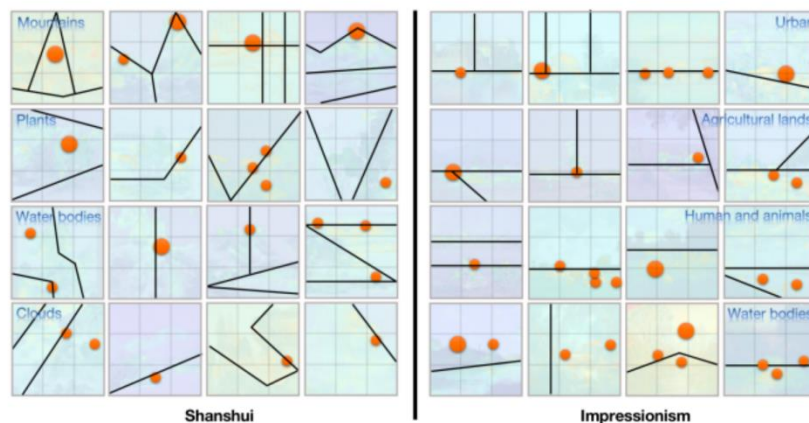 Mountains
Plants
Water bodies
Clouds
Shanshui
Urban
Agricultural lands
Human and animals
Water bodies
Impressionism